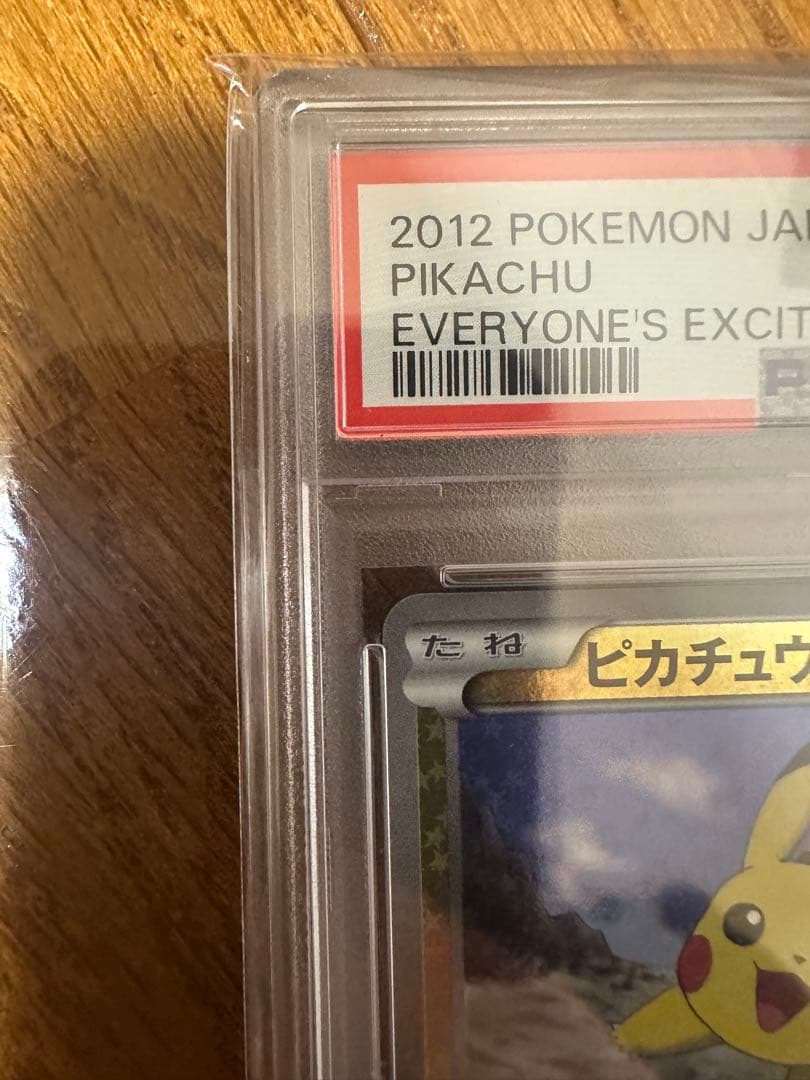 2012 POKEMON JA
PIKACHU
EVERYONE'S EXCIT
たね
ピカチュウ